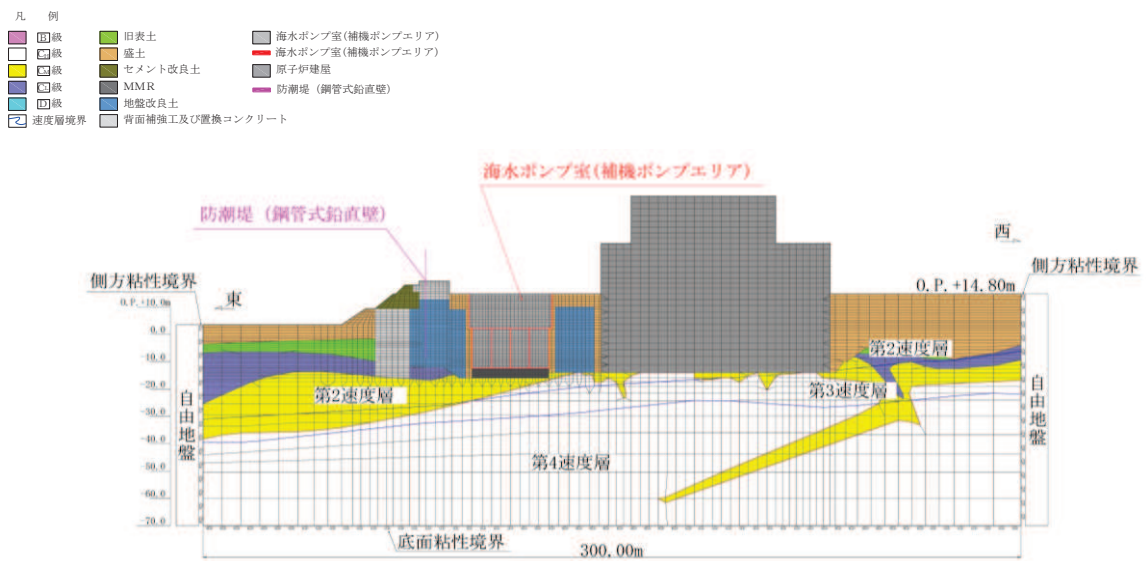 凡 例
B級 旧表土 海水ポンプ室(補機ポンプエリア)
CH級 盛土 海水ポンプ室(補機ポンプエリア)
CM級 セメント改良土 原子炉建屋
CL級 MMR 防潮堤 (鋼管式鉛直壁)
D級 地盤改良土
速度層境界 背面補強工及び置換コンクリート
海水ポンプ室(補機ポンプエリア)
防潮堤 (鋼管式鉛直壁)
西
側方粘性境界
側方粘性境界
O.P.+10.0m
東
O.P.+14.80m
0.0
-10.0
-20.0
-30.0
-40.0
-50.0
-60.0
-70.0
第2速度層
第2速度層
第3速度層
自由地盤
自由地盤
第4速度層
底面粘性境界
300.00m